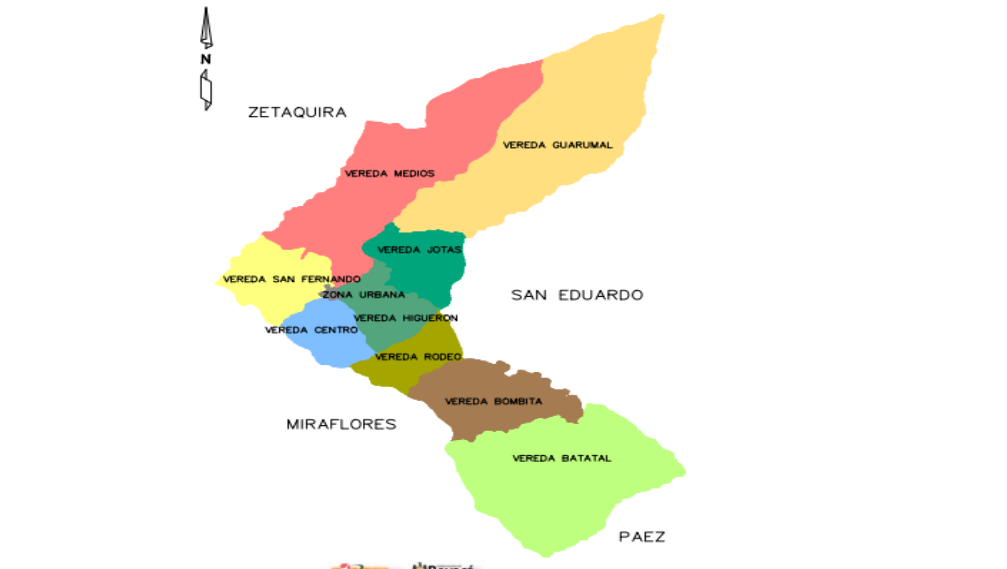 N
ZETAQUIRA
VEREDA GUARUMAL
VEREDA MEDIOS
VEREDA JOTAS
VEREDA SAN FERNANDO
ZONA URBANA
SAN EDUARDO
VEREDA HIGUERON
VEREDA CENTRO
VEREDA RODEO
VEREDA BOMBITA
MIRAFLORES
VEREDA BATATAL
PAEZ